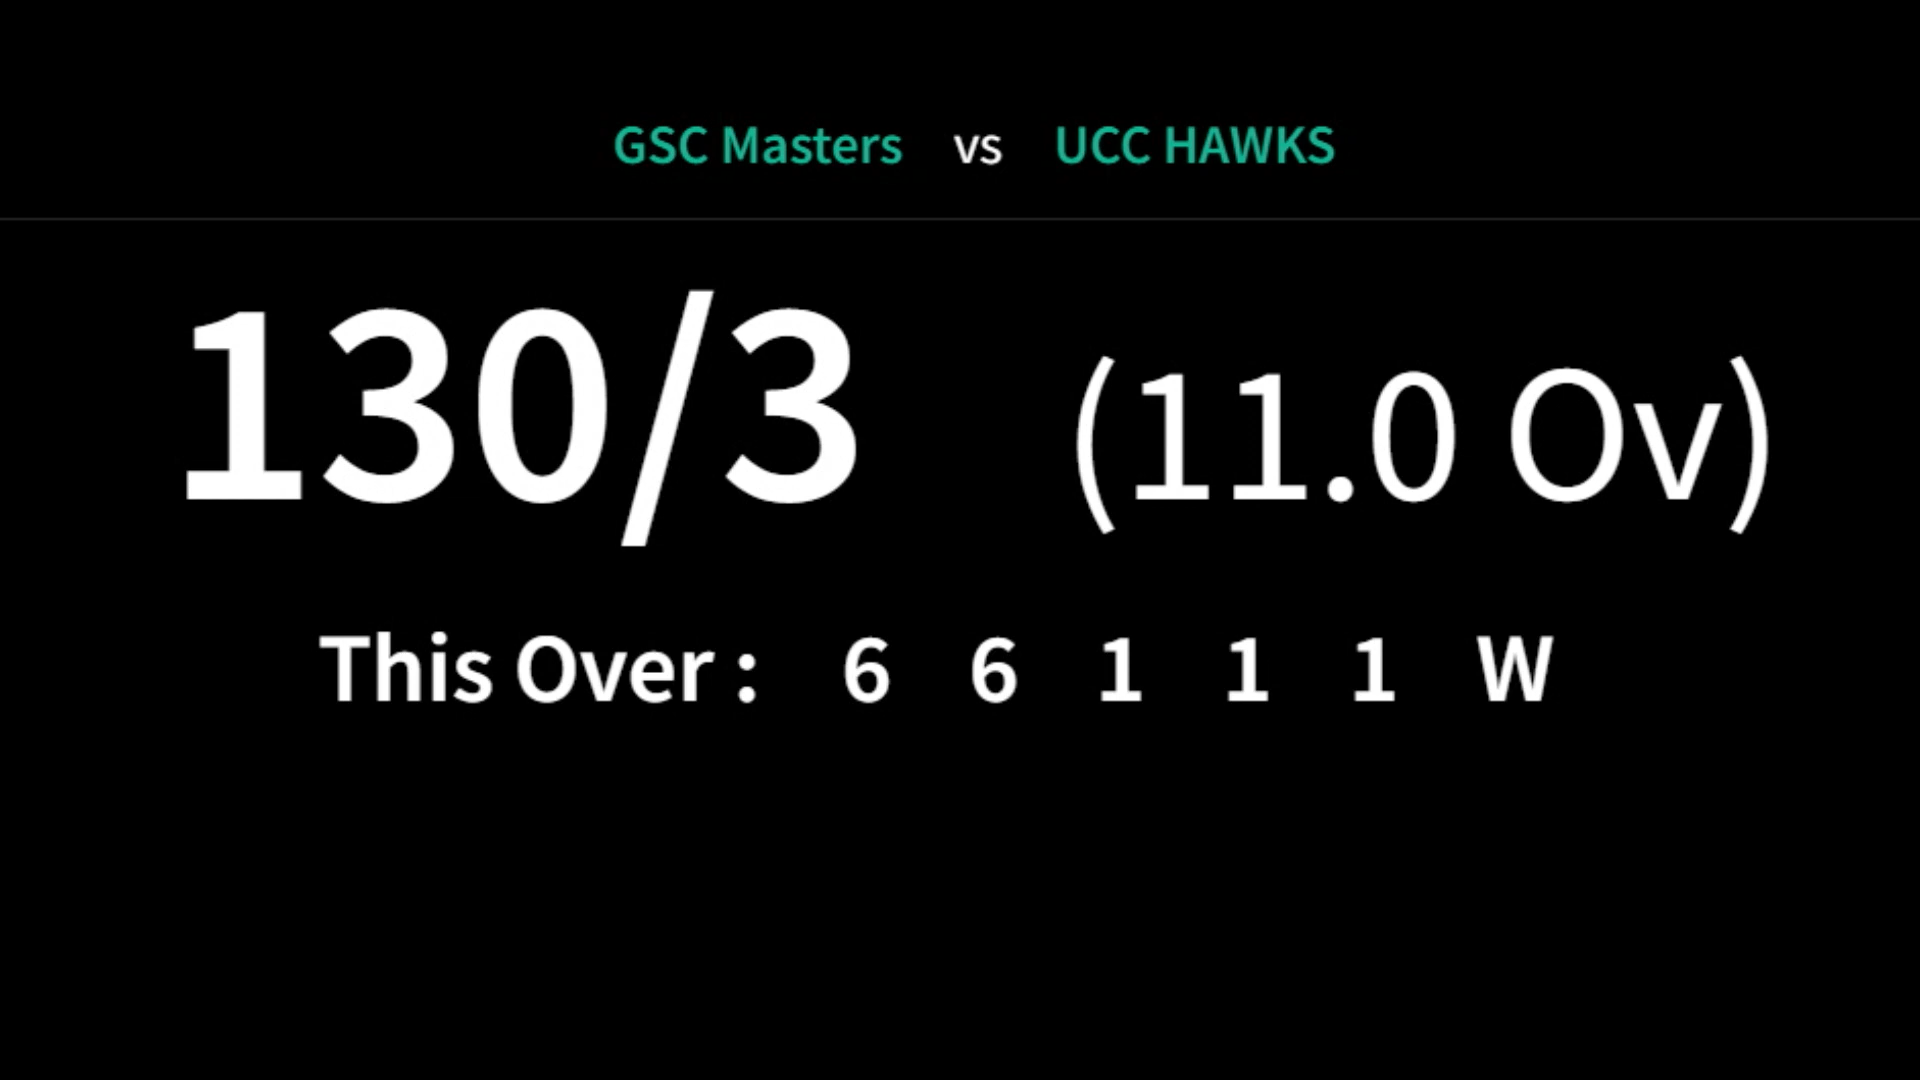 GSC Masters vs UCC HAWKS
130/3 (11.0 Ov)
This Over : 6 6 1 1 1 W